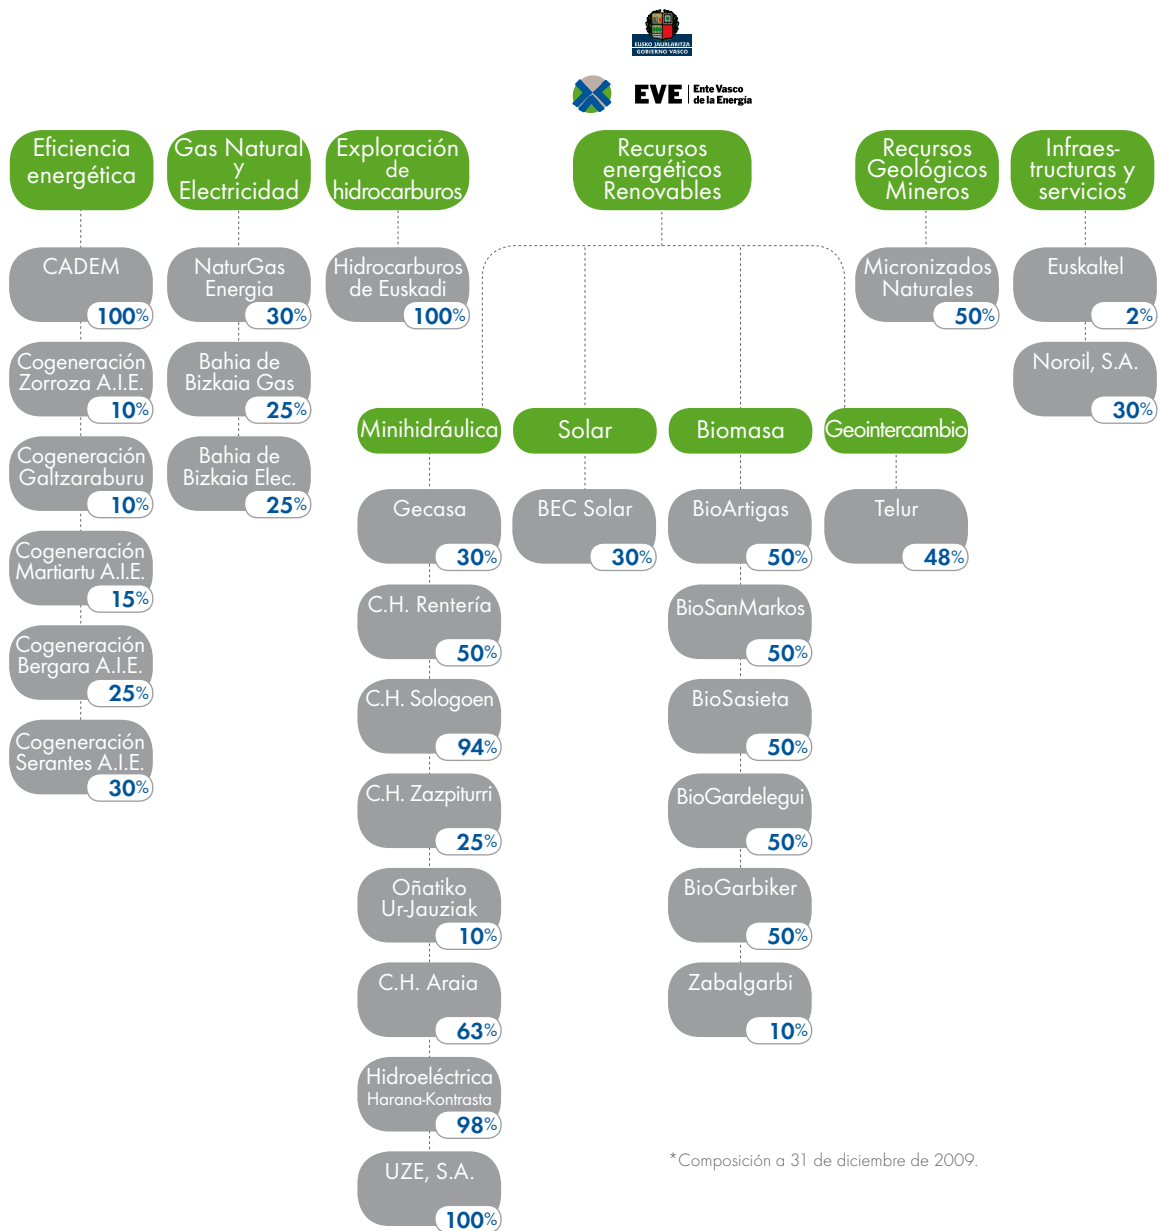 EUSKO JAURLARITZA
GOBIERNO VASCO
EVE
Ente Vasco
de la Energía
Eficiencia
energética
CADEM
100%
Cogeneración
Zorroza A.I.E.
10%
Cogeneración
Galtzaraburu
10%
Cogeneración
Martiartu A.I.E.
15%
Cogeneración
Bergara A.I.E.
25%
Cogeneración
Serantes A.I.E.
30%
Gas Natural
y
Electricidad
NaturGas
Energia
30%
Bahia de
Bizkaia Gas
25%
Bahia de
Bizkaia Elec.
25%
Exploración
de
hidrocarburos
Hidrocarburos
de Euskadi
100%
Recursos
energéticos
Renovables
Minihidráulica
Gecasa
30%
C.H. Rentería
50%
C.H. Sologoen
94%
C.H. Zazpiturri
25%
Oñatiko
Ur-Jauziak
10%
C.H. Araia
63%
Hidroeléctrica
Harana-Kontrasta
98%
UZE, S.A.
100%
Solar
BEC Solar
30%
Biomasa
BioArtigas
50%
BioSanMarkos
50%
BioSasieta
50%
BioGardelegui
50%
BioGarbiker
50%
Zabalgarbi
10%
Geointercambio
Telur
48%
Recursos
Geológicos
Mineros
Micronizados
Naturales
50%
Infraes-
tructuras y
servicios
Euskaltel
2%
Noroil, S.A.
30%
*Composición a 31 de diciembre de 2009.